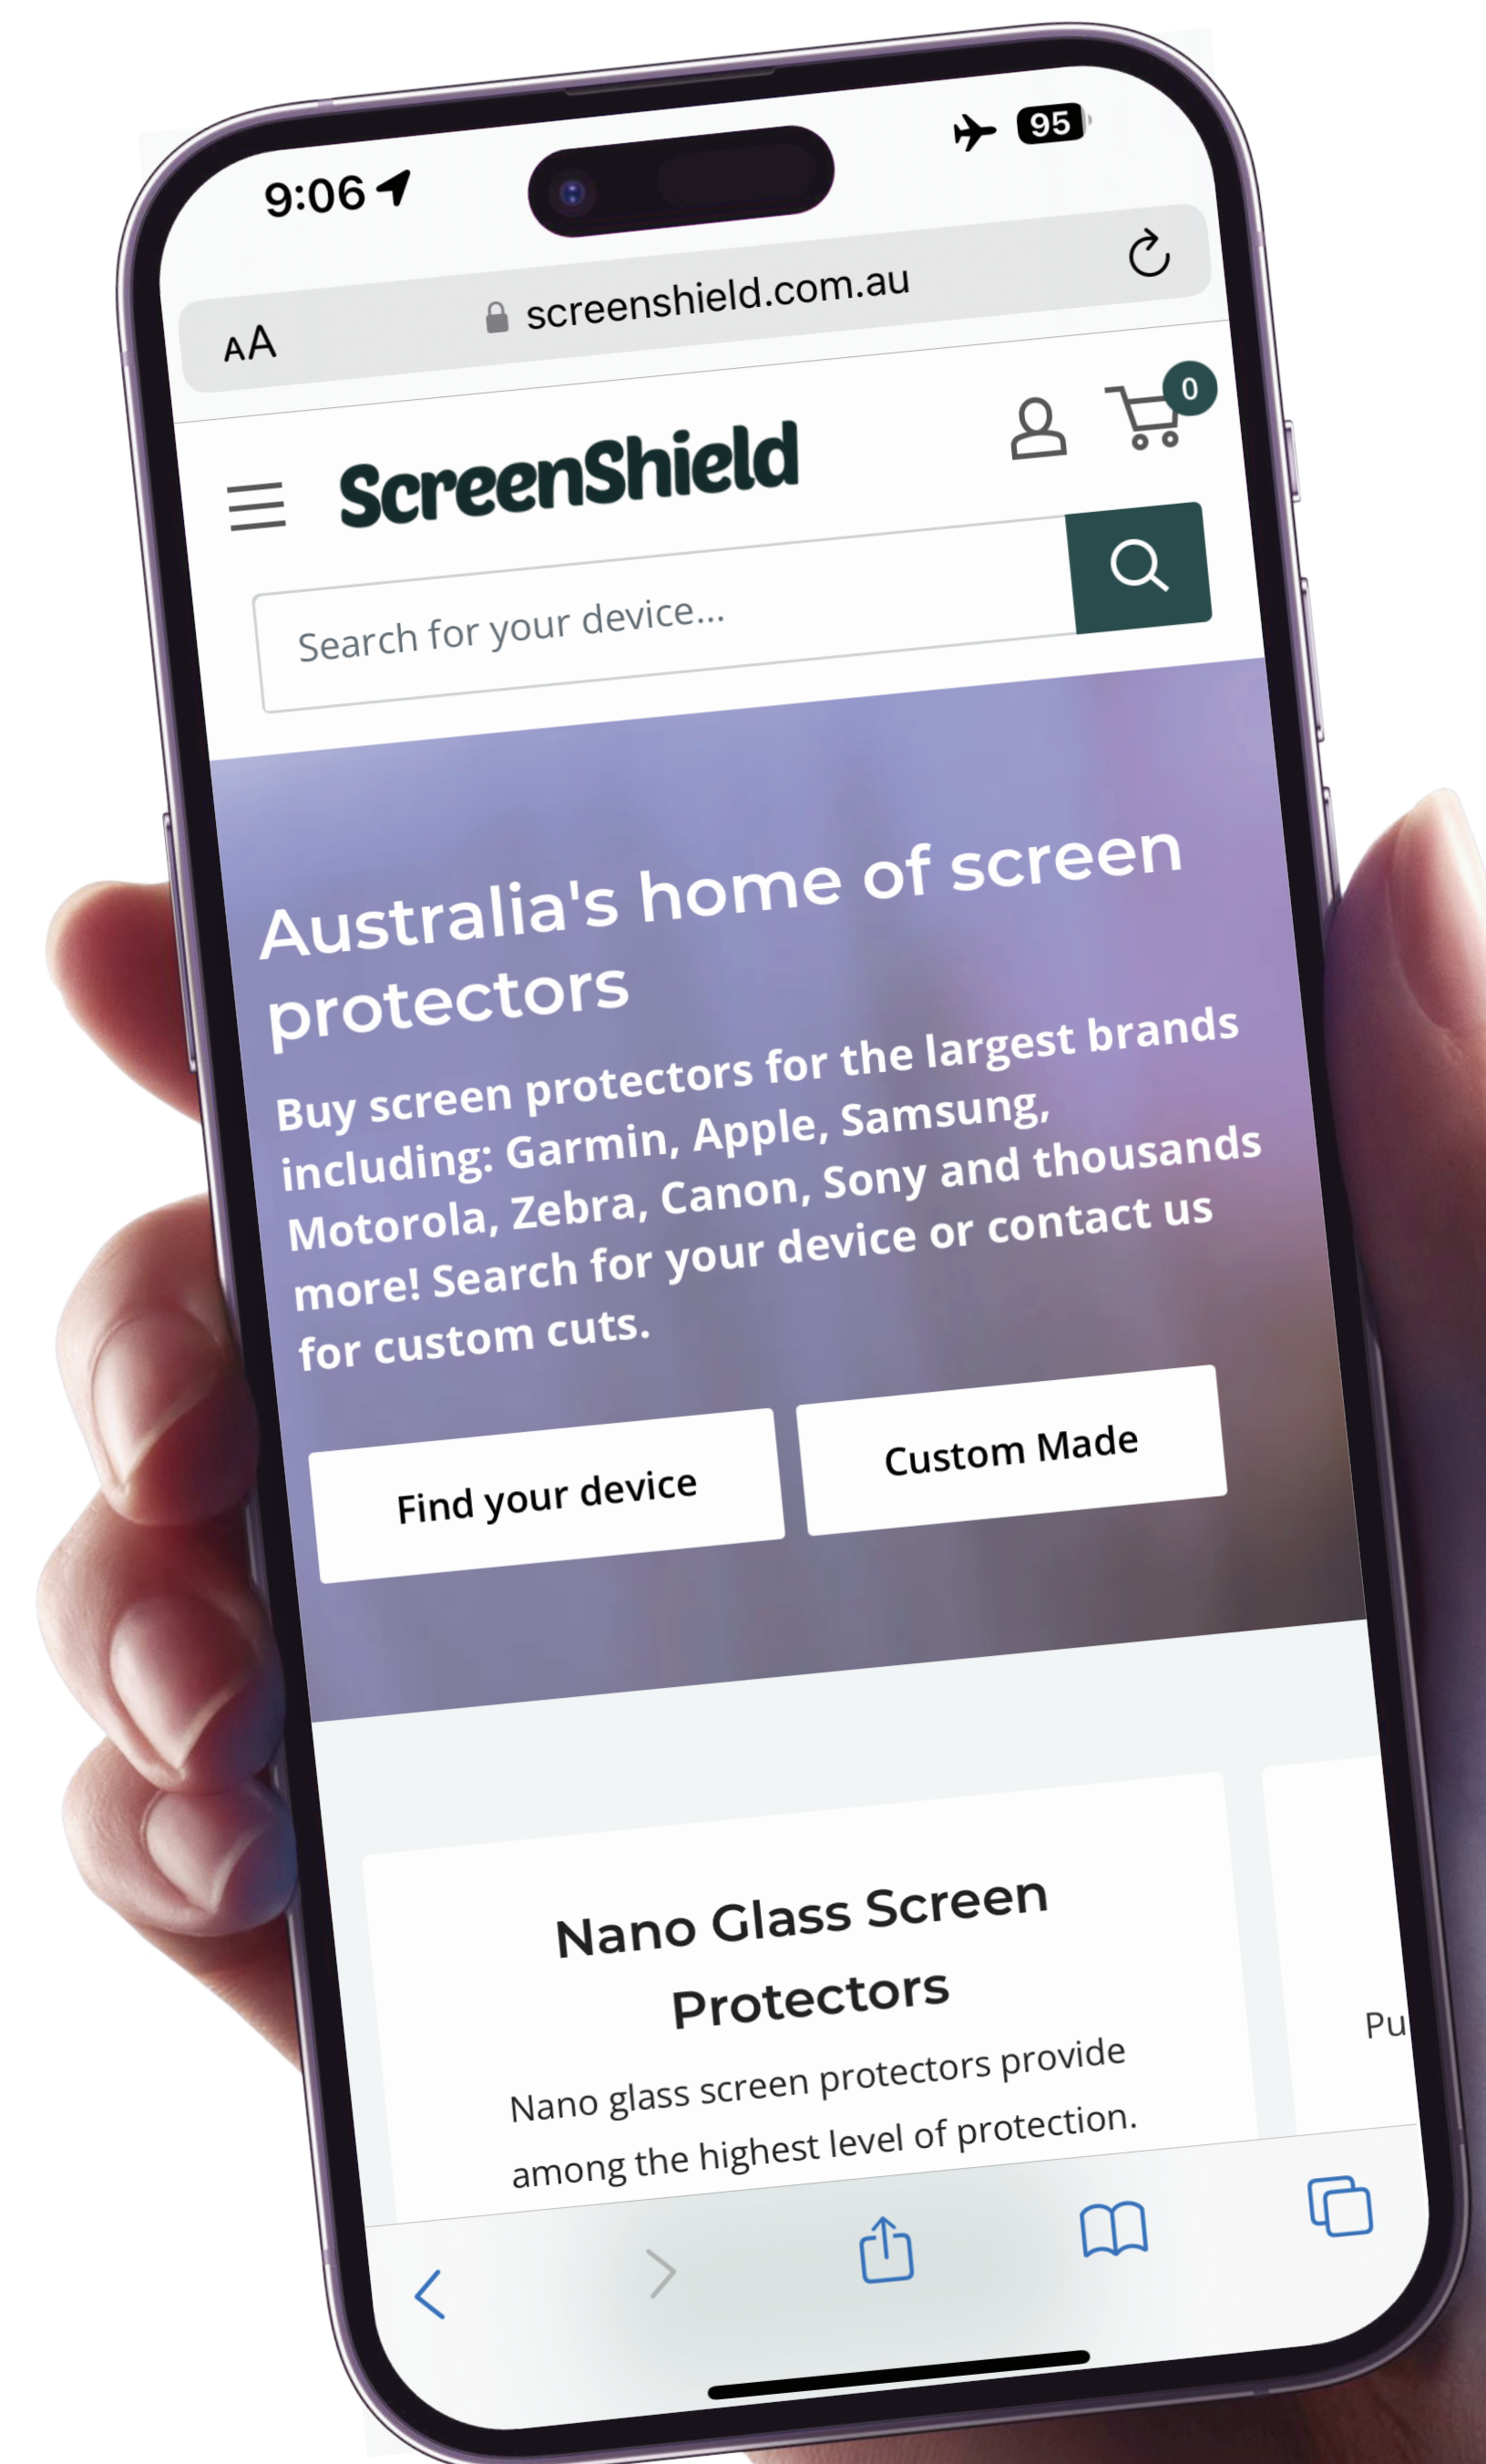 9:06
95
AA
screenshield.com.au
0
ScreenShield
Search for your device...
Australia's home of screen
protectors
Buy screen protectors for the largest brands
including: Garmin, Apple, Samsung,
Motorola, Zebra, Canon, Sony and thousands
more! Search for your device or contact us
for custom cuts.
Find your device
Custom Made
Nano Glass Screen
Protectors
Nano glass screen protectors provide
among the highest level of protection.
Pu